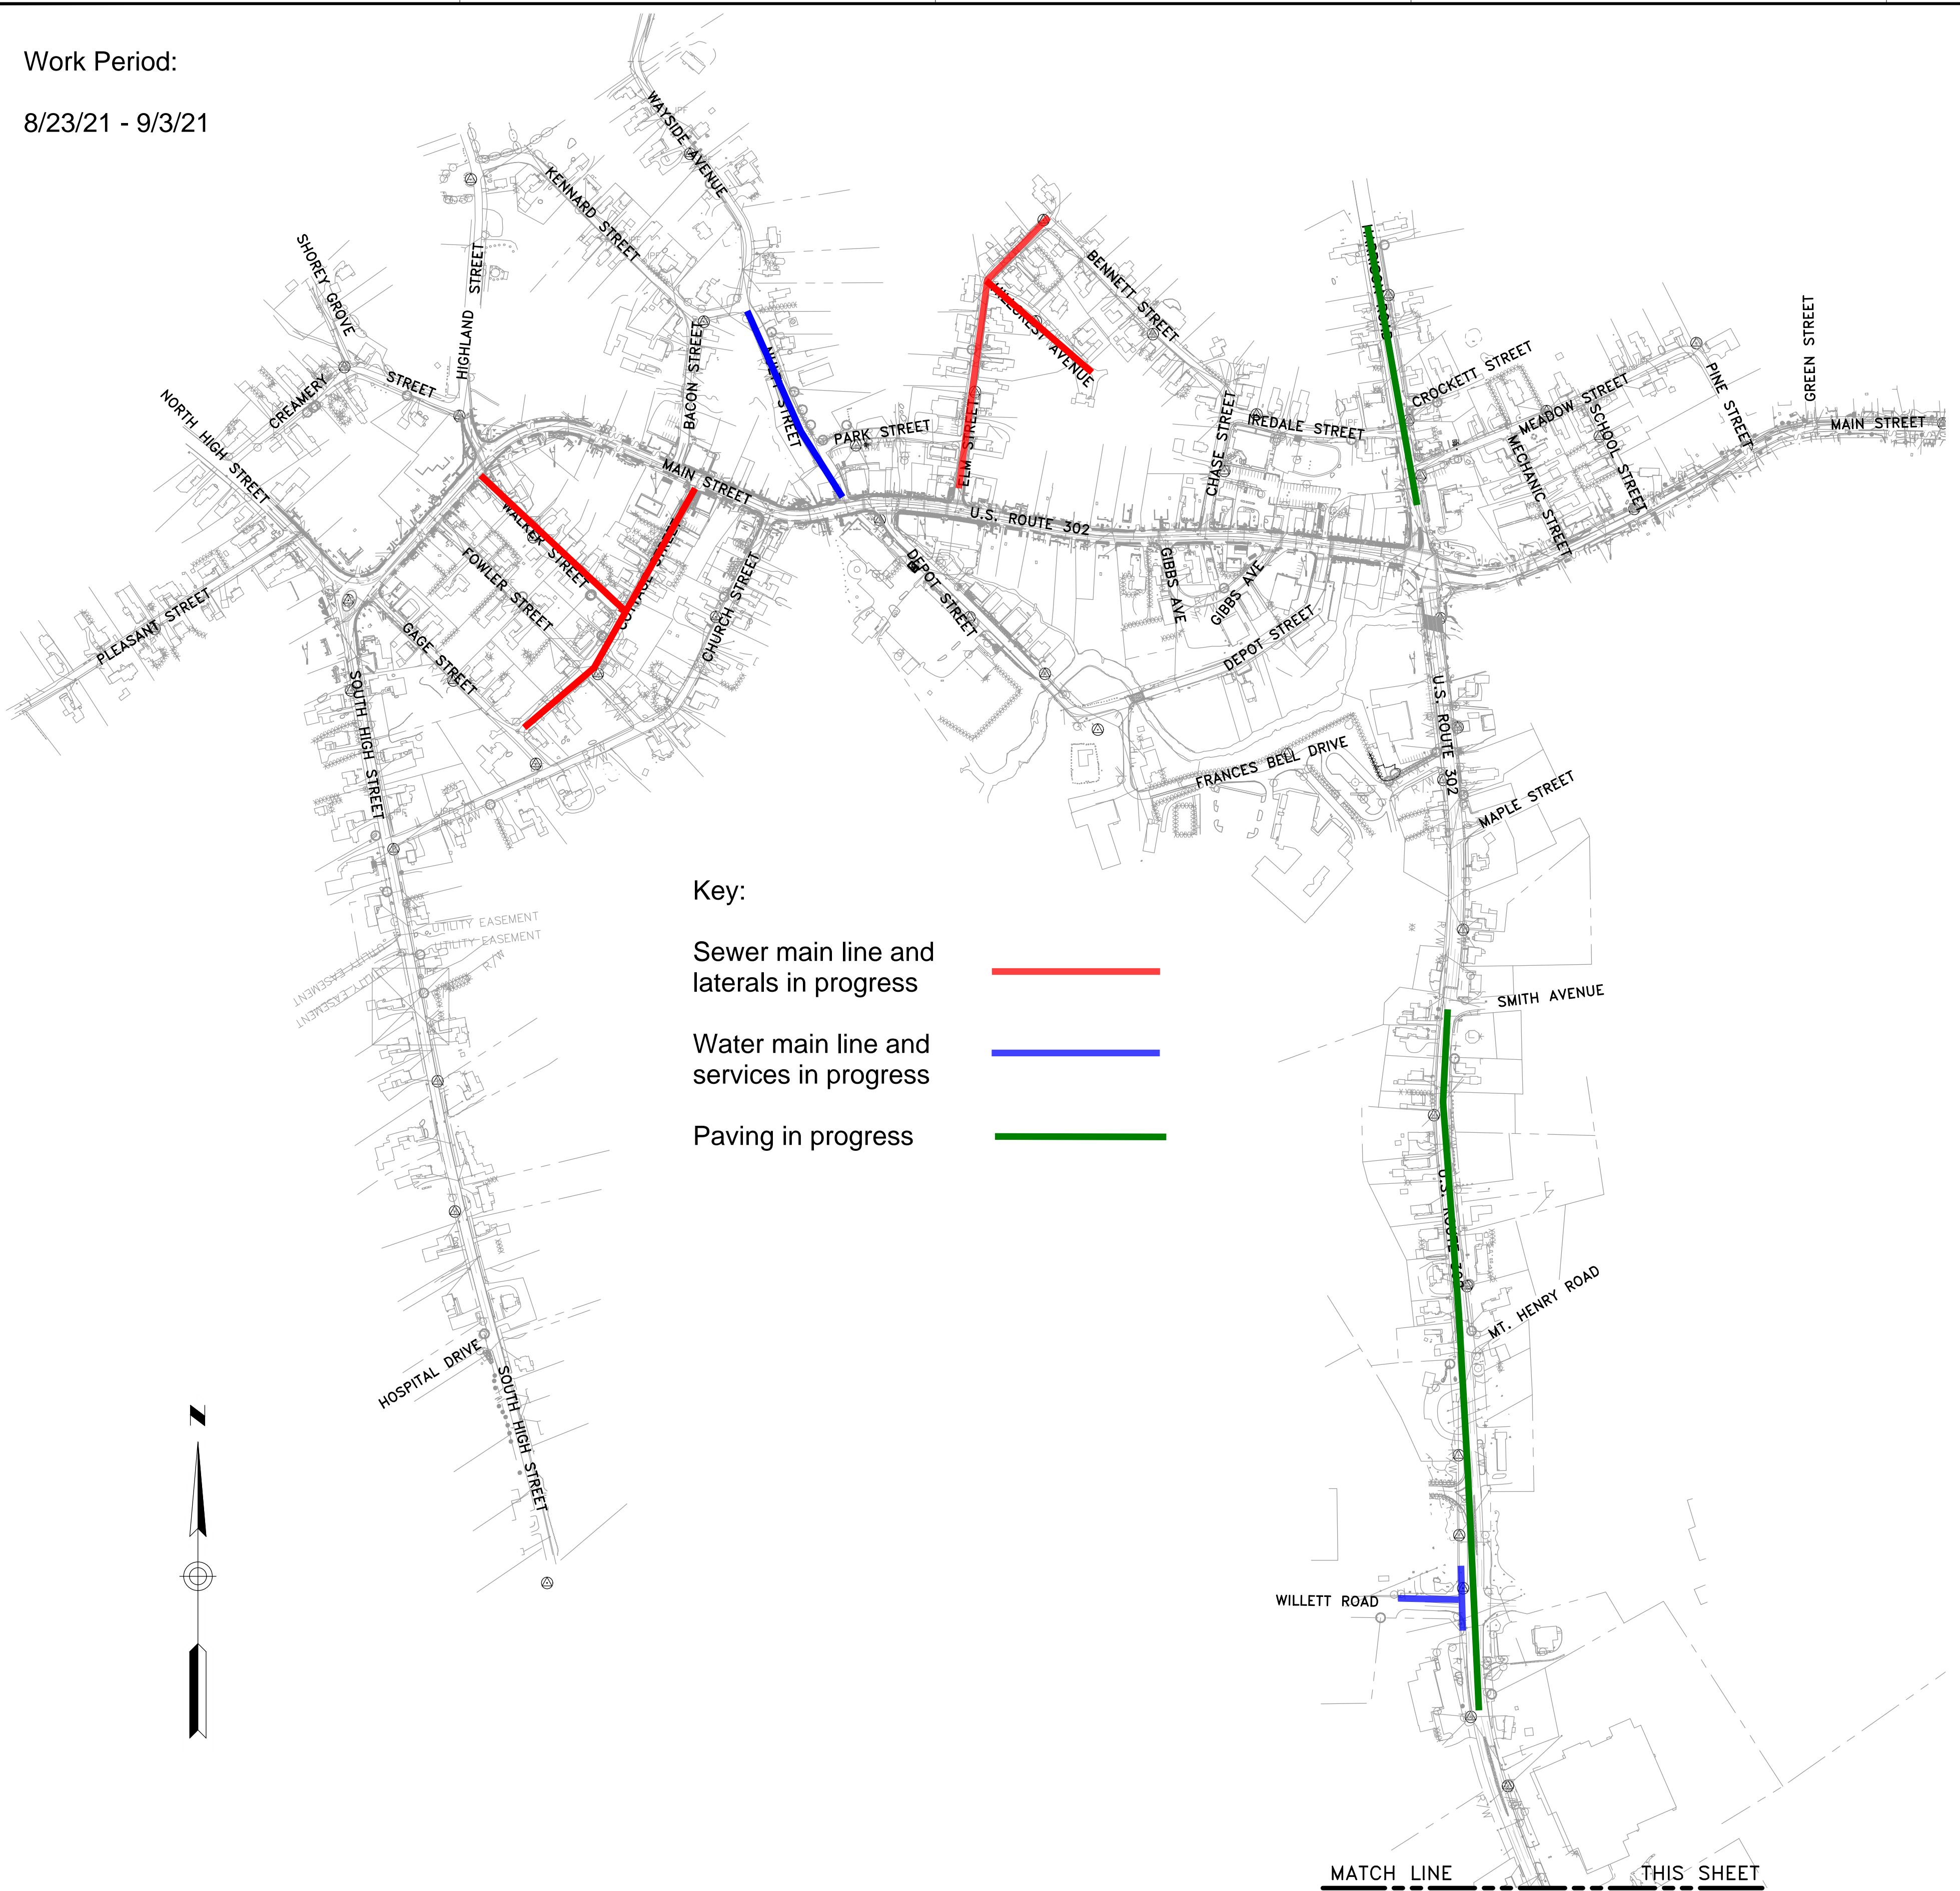 Work Period:
8/23/21 - 9/3/21
WAYSIDE AVENUE
KENNARD STREET
SHOREY GROVE
HIGHLAND STREET
CREAMERY STREET
NORTH HIGH STREET
BACON STREET
MAIN STREET
STREET
PARK STREET
ELM STREET
HILLCREST AVENUE
BENNETT STREET
CHASE STREET
IREDALE STREET
CROCKETT STREET
MEADOW STREET
MECHANIC STREET
SCHOOL STREET
PINE STREET
GREEN STREET
MAIN STREET
U.S. ROUTE 302
WALKER STREET
FOWLER STREET
GAGE STREET
CHURCH STREET
PLEASANT STREET
SOUTH HIGH STREET
DEPOT STREET
GIBBS AVE
GIBBS AVE
DEPOT STREET
FRANCES BELL DRIVE
U.S. ROUTE 302
MAPLE STREET
UTILITY EASEMENT
UTILITY EASEMENT
R/W
UTILITY EASEMENT
UTILITY EASEMENT
Key:
Sewer main line and
laterals in progress
Water main line and
services in progress
Paving in progress
SMITH AVENUE
MT. HENRY ROAD
HOSPITAL DRIVE
SOUTH HIGH STREET
N
WILLETT ROAD
R/W
MATCH LINE THIS SHEET